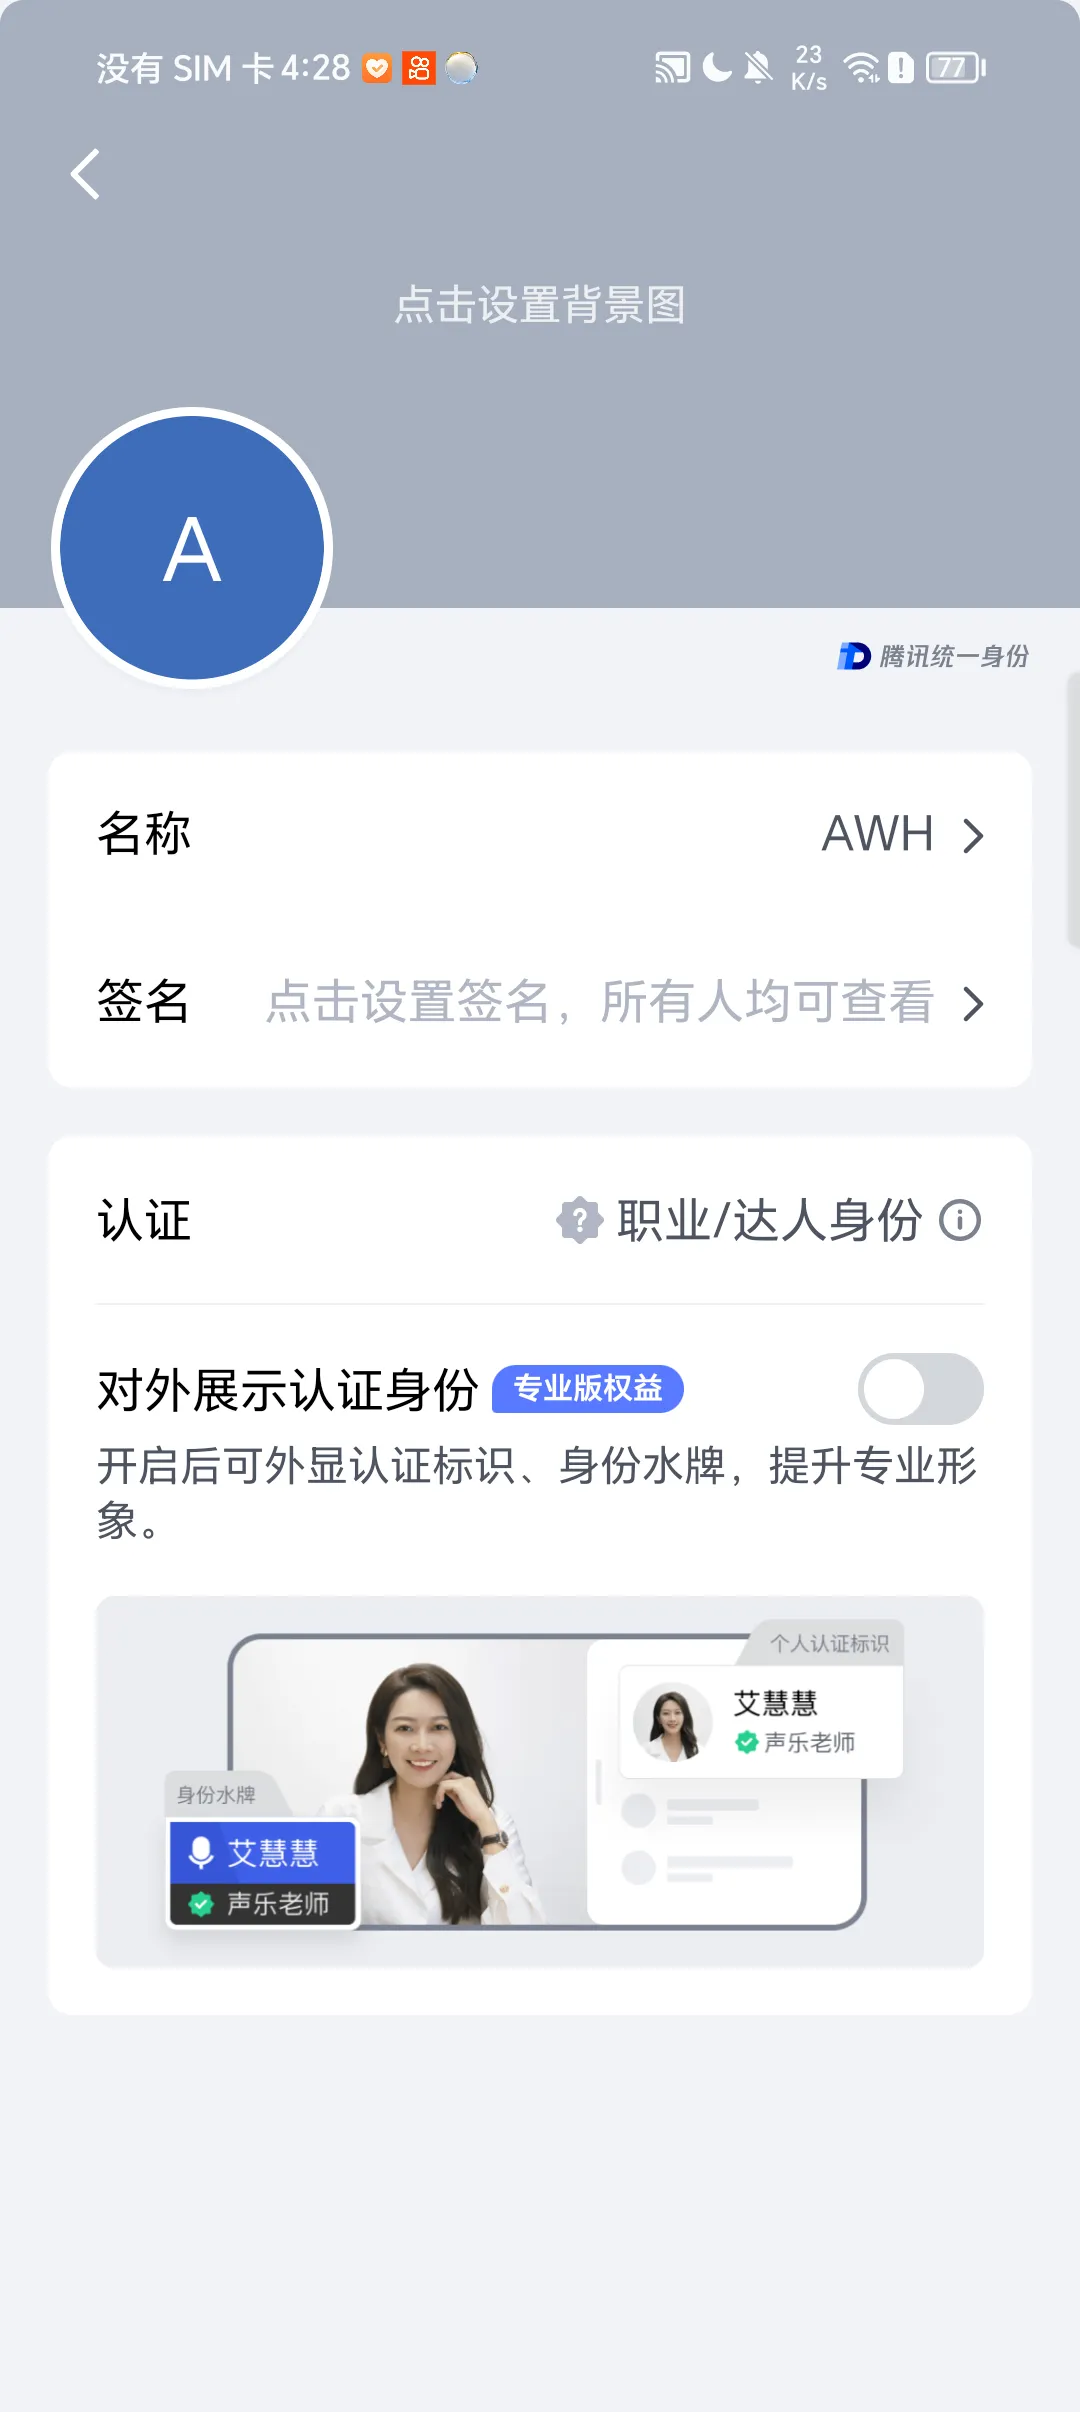 没有 SIM 卡 4:28
23
K/s
77
点击设置背景图
A
腾讯统一身份
名称
AWH
签名
点击设置签名，所有人均可查看
认证
职业/达人身份
对外展示认证身份
专业版权益
开启后可外显认证标识、身份水牌，提升专业形
象。
个人认证标识
艾慧慧
声乐老师
身份水牌
艾慧慧
声乐老师